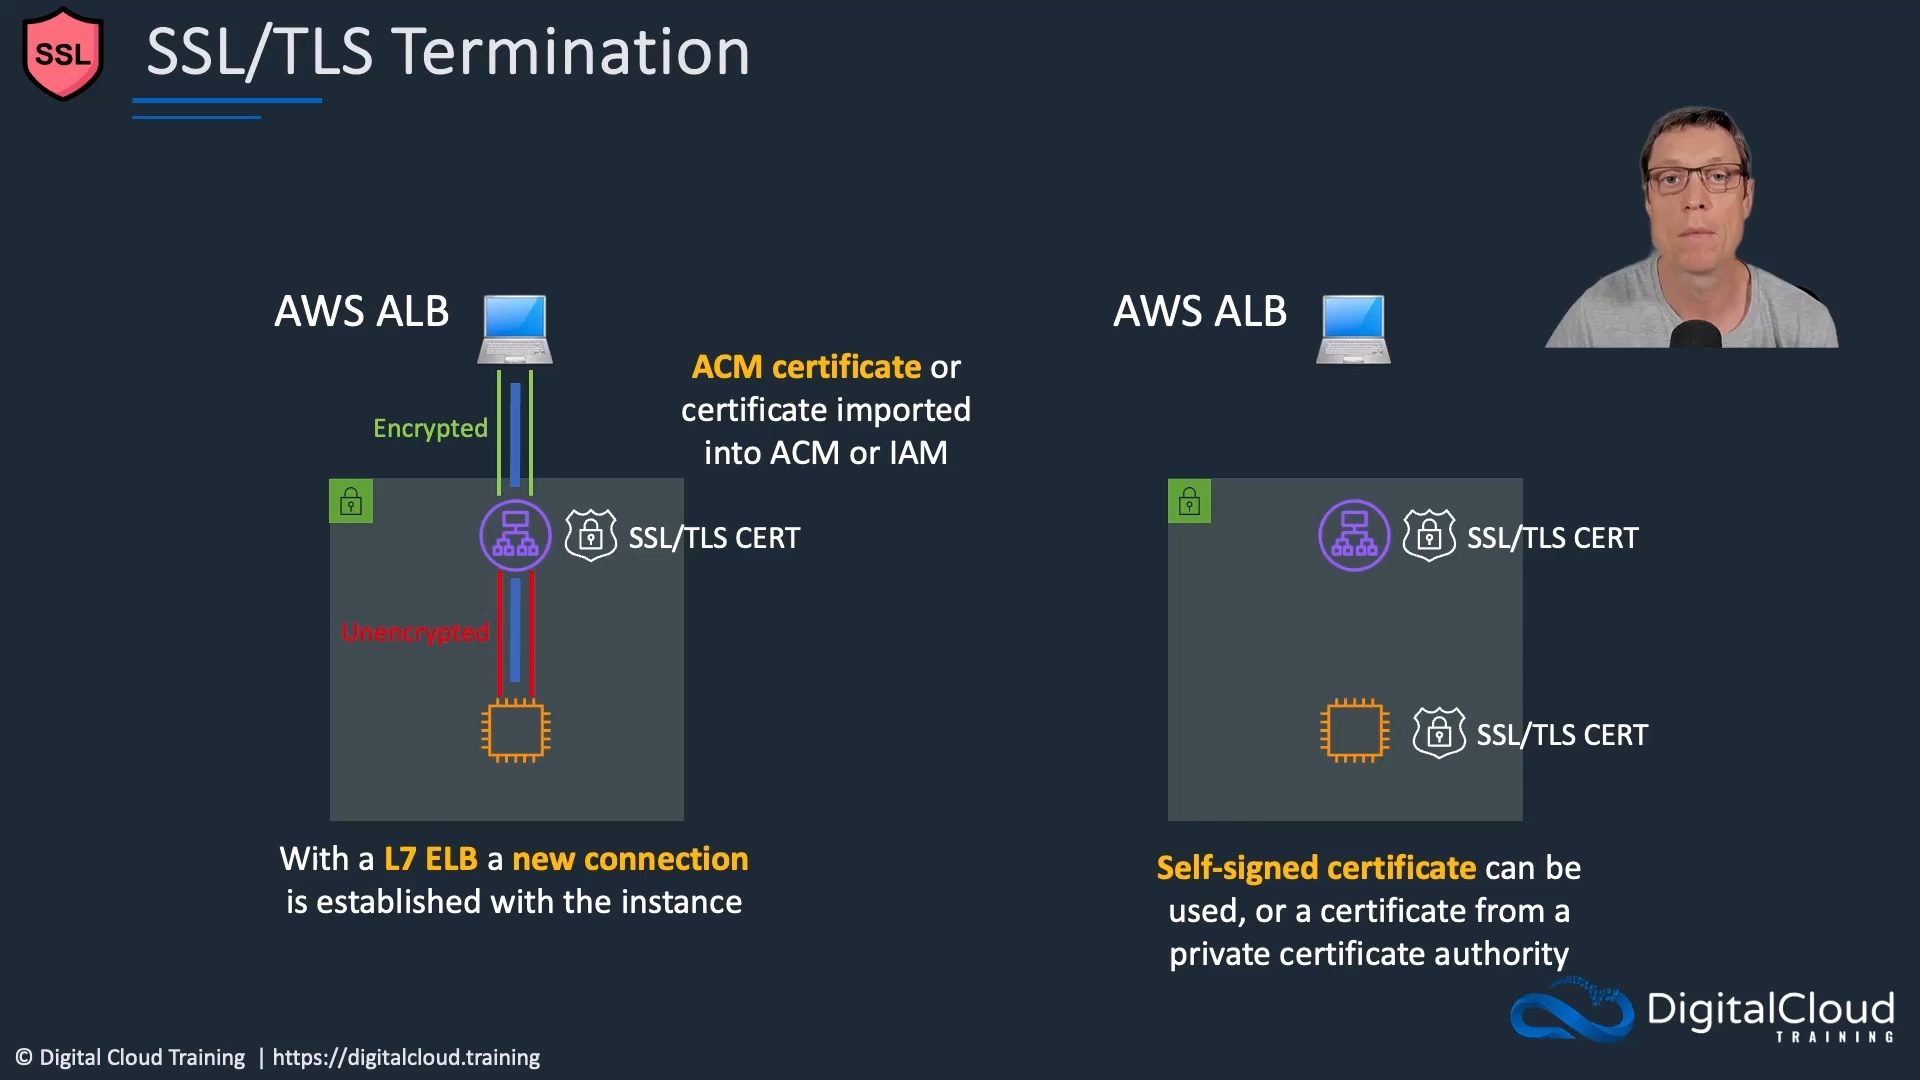 SSL
SSL/TLS Termination
AWS ALB
Encrypted
ACM certificate or
certificate imported
into ACM or IAM
SSL/TLS CERT
Unencrypted
With a L7 ELB a new connection
is established with the instance
AWS ALB
SSL/TLS CERT
SSL/TLS CERT
Self-signed certificate can be
used, or a certificate from a
private certificate authority
DigitalCloud
TRAINING
© Digital Cloud Training | https://digitalcloud.training